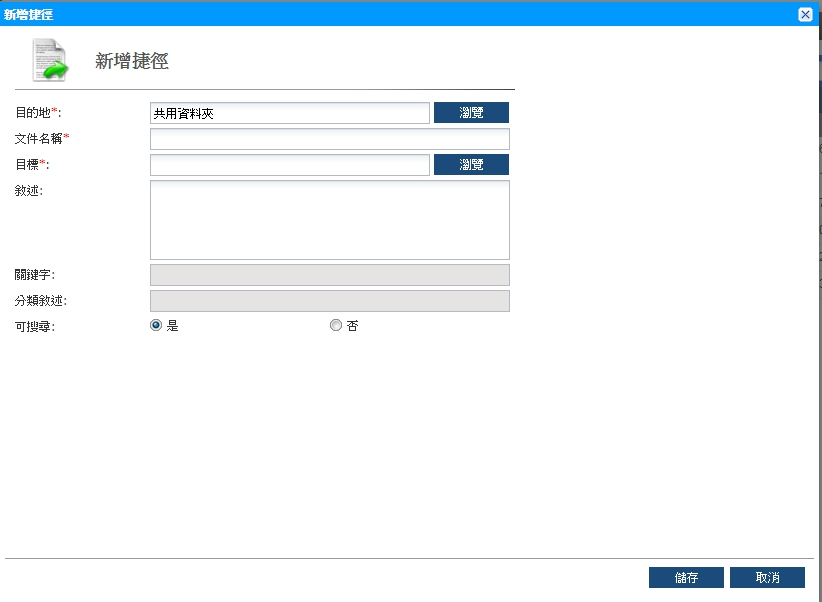 新增捷徑
新增捷徑
目的地*: 共用資料夾 瀏覽
文件名稱*
目標*: 瀏覽
敘述:
關鍵字:
分類敘述:
可搜尋: 是 否
儲存 取消